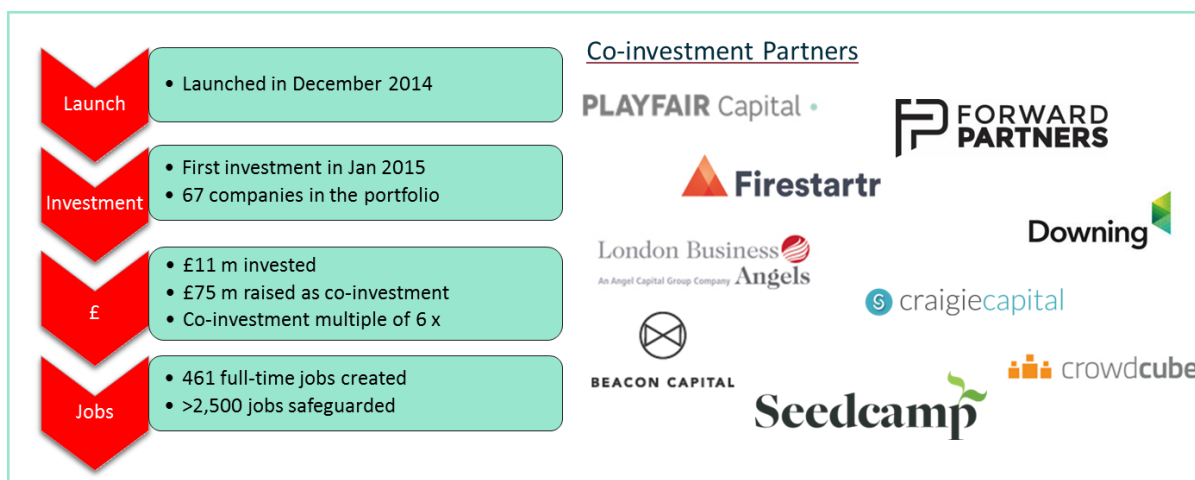 Launch
• Launched in December 2014
Investment
• First investment in Jan 2015
• 67 companies in the portfolio
£
• £11 m invested
• £75 m raised as co-investment
• Co-investment multiple of 6 x
Jobs
• 461 full-time jobs created
• >2,500 jobs safeguarded
Co-investment Partners
PLAYFAIR Capital
FORWARD
PARTNERS
Firestartr
Downing
London Business
An Angel Capital Group Company Angels
S craigiecapital
BEACON CAPITAL
crowdcube
Seedcamp